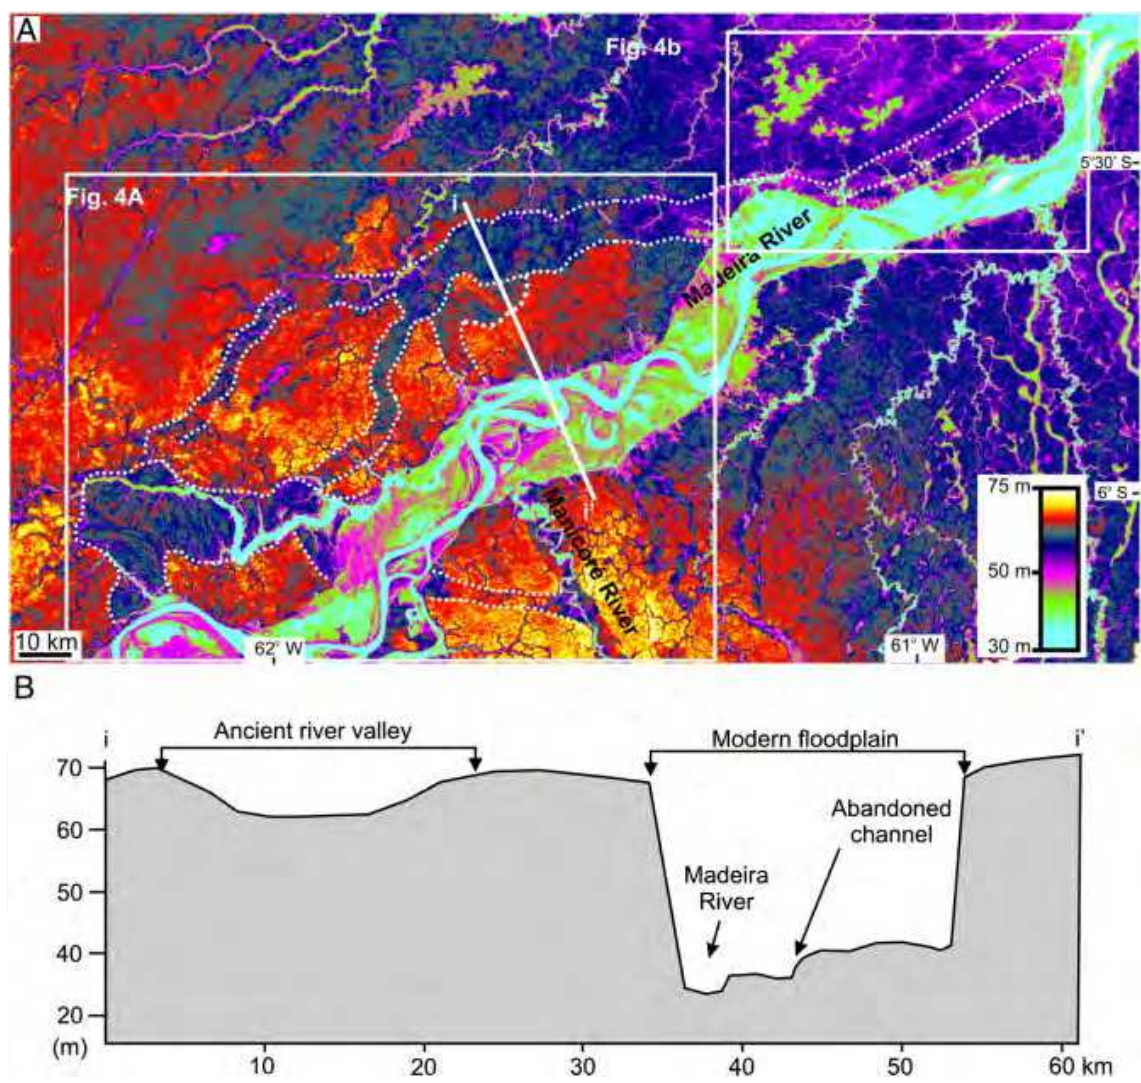 A
Fig. 4b
5°30' S
Fig. 4A
i
Madeira River
i'
Manicore River
75 m
6° S
50 m
30 m
10 km
62° W
61° W
B
i
Ancient river valley
Modern floodplain
i'
70
60
50
40
20
(m)
Abandoned
channel
Madeira
River
10
20
30
40
50
60 km